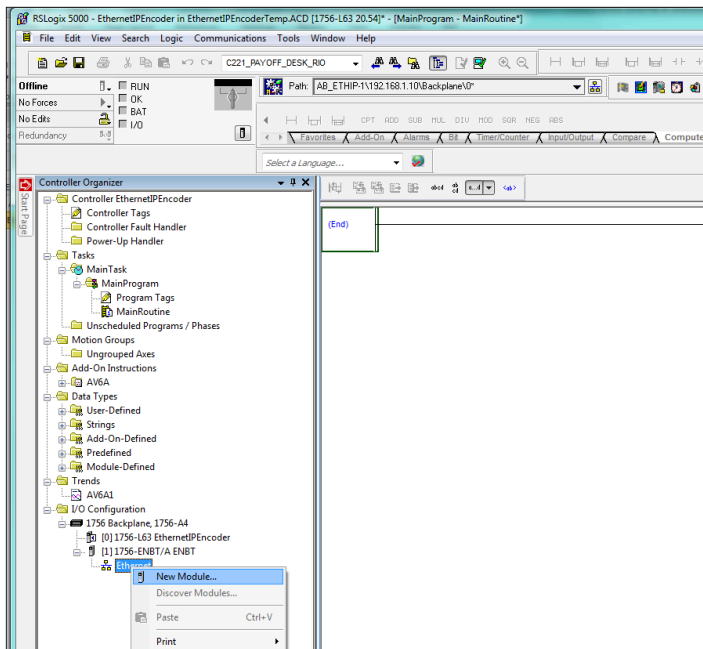 RSLogix 5000 - EthernetIPEncoder in EthernetIPEncoderTemp.ACD [1756-L63 20.54]* - [MainProgram - MainRoutine*]
File Edit View Search Logic Communications Tools Window Help
C221_PAYOFF_DESK_RIO
Offline
RUN
No Forces
OK
No Edits
BAT
Redundancy
I/O
Path: AB_ETHIP-1\192.168.1.10\Backplane\0*
CPT ADD SUB MUL DIV MOD SQR NEG ABS
Favorites Add-On Alarms Bit Timer/Counter Input/Output Compare Compute
Select a Language...
Start Page
Controller Organizer
Controller EthernetIPEncoder
Controller Tags
Controller Fault Handler
Power-Up Handler
Tasks
MainTask
MainProgram
Program Tags
MainRoutine
Unscheduled Programs / Phases
Motion Groups
Ungrouped Axes
Add-On Instructions
AV6A
Data Types
User-Defined
Strings
Add-On-Defined
Predefined
Module-Defined
Trends
AV6A1
I/O Configuration
1756 Backplane, 1756-A4
[0] 1756-L63 EthernetIPEncoder
[1] 1756-ENBT/A ENBT
Ethernet
New Module...
Discover Modules...
Paste Ctrl+V
Print
(End)